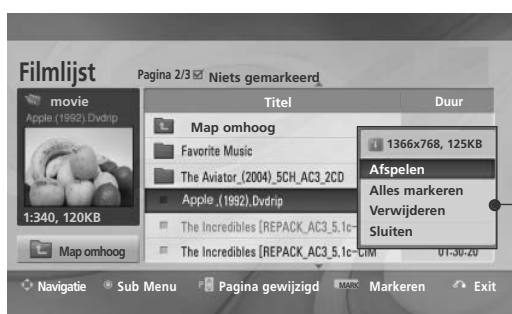 Filmlijst
Pagina 2/3 Niets gemarkeerd
movie
Apple.(1992).Dvdrip
1:340, 120KB
Map omhoog
Titel
Duur
Map omhoog
Favorite Music
The Aviator_(2004)_5CH_AC3_2CD
Apple_.(1992).Dvdrip
The Incredibles [REPACK_AC3_5.1c-
The Incredibles [REPACK_AC3_5.1c-CIM
01:30:20
1366x768, 125KB
Afspelen
Alles markeren
Verwijderen
Sluiten
Navigatie
Sub Menu
P Pagina gewijzigd
MARK Markeren
Exit